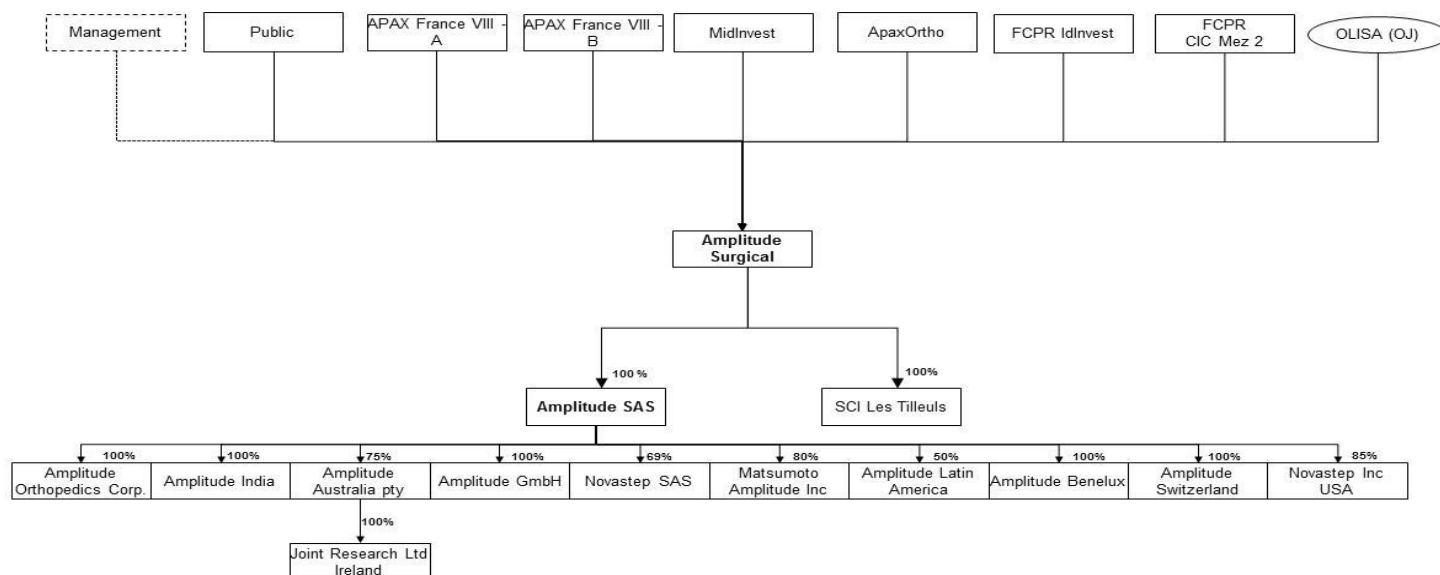 Management
Public
APAX France VIII -
A
APAX France VIII -
B
MidInvest
ApaxOrtho
FCPR IdInvest
FCPR
CIC Mez 2
OLISA (OJ)
Amplitude
Surgical
100 %
100%
Amplitude SAS
SCI Les Tilleuls
100%
100%
75%
100%
69%
80%
50%
100%
100%
85%
Amplitude
Orthopedics Corp.
Amplitude India
Amplitude
Australia pty
Amplitude GmbH
Novastep SAS
Matsumoto
Amplitude Inc
Amplitude Latin
America
Amplitude Benelux
Amplitude
Switzerland
Novastep Inc
USA
100%
Joint Research Ltd
Ireland